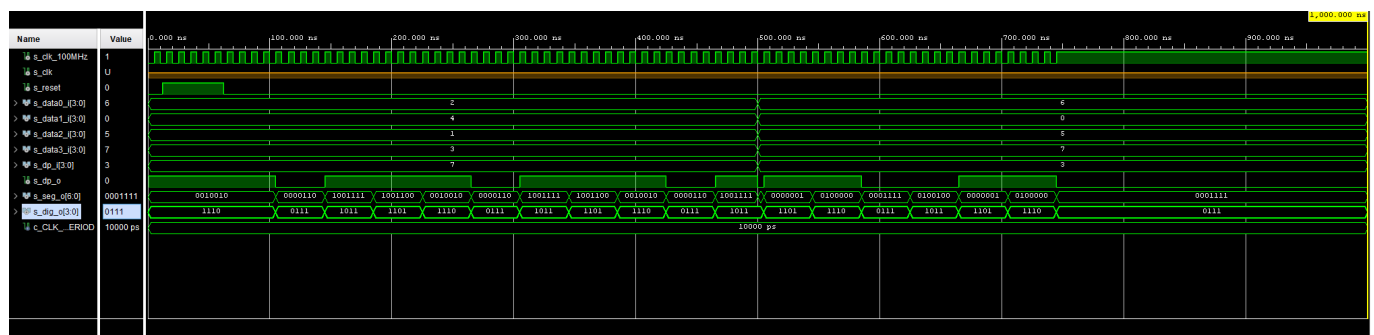 1,000.000 ns
Name Value 0.000 ns 100.000 ns 200.000 ns 300.000 ns 400.000 ns 500.000 ns 600.000 ns 700.000 ns 800.000 ns 900.000 ns
s_clk_100MHz 1
s_clk U
s_reset 0
s_data0_i[3:0] 6 2 6
s_data1_i[3:0] 0 4 0
s_data2_i[3:0] 5 1 5
s_data3_i[3:0] 7 3 7
s_dp_i[3:0] 3 7 3
s_dp_o 0
s_seg_o[6:0] 0001111 0010010 0000110 1001111 1001100 0010010 0000110 1001111 1001100 0010010 0000110 1001111 0000001 0100000 0001111 0100100 0000001 0100000 0001111
s_dig_o[3:0] 0111 1110 0111 1011 1101 1110 0111 1011 1101 1110 0111 1011 1101 1110 0111 1011 1101 1110 0111
c_CLK_...ERIOD 10000 ps 10000 ps